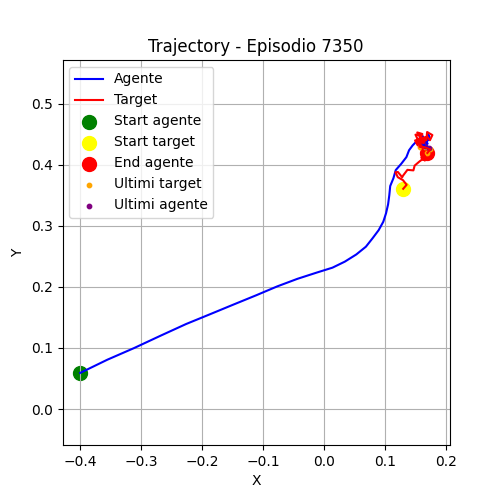 Trajectory - Episodio 7350
Agente
Target
Start agente
Start target
End agente
Ultimi target
Ultimi agente
Y
0.5
0.4
0.3
0.2
0.1
0.0
−0.4 −0.3 −0.2 −0.1 0.0 0.1 0.2
X